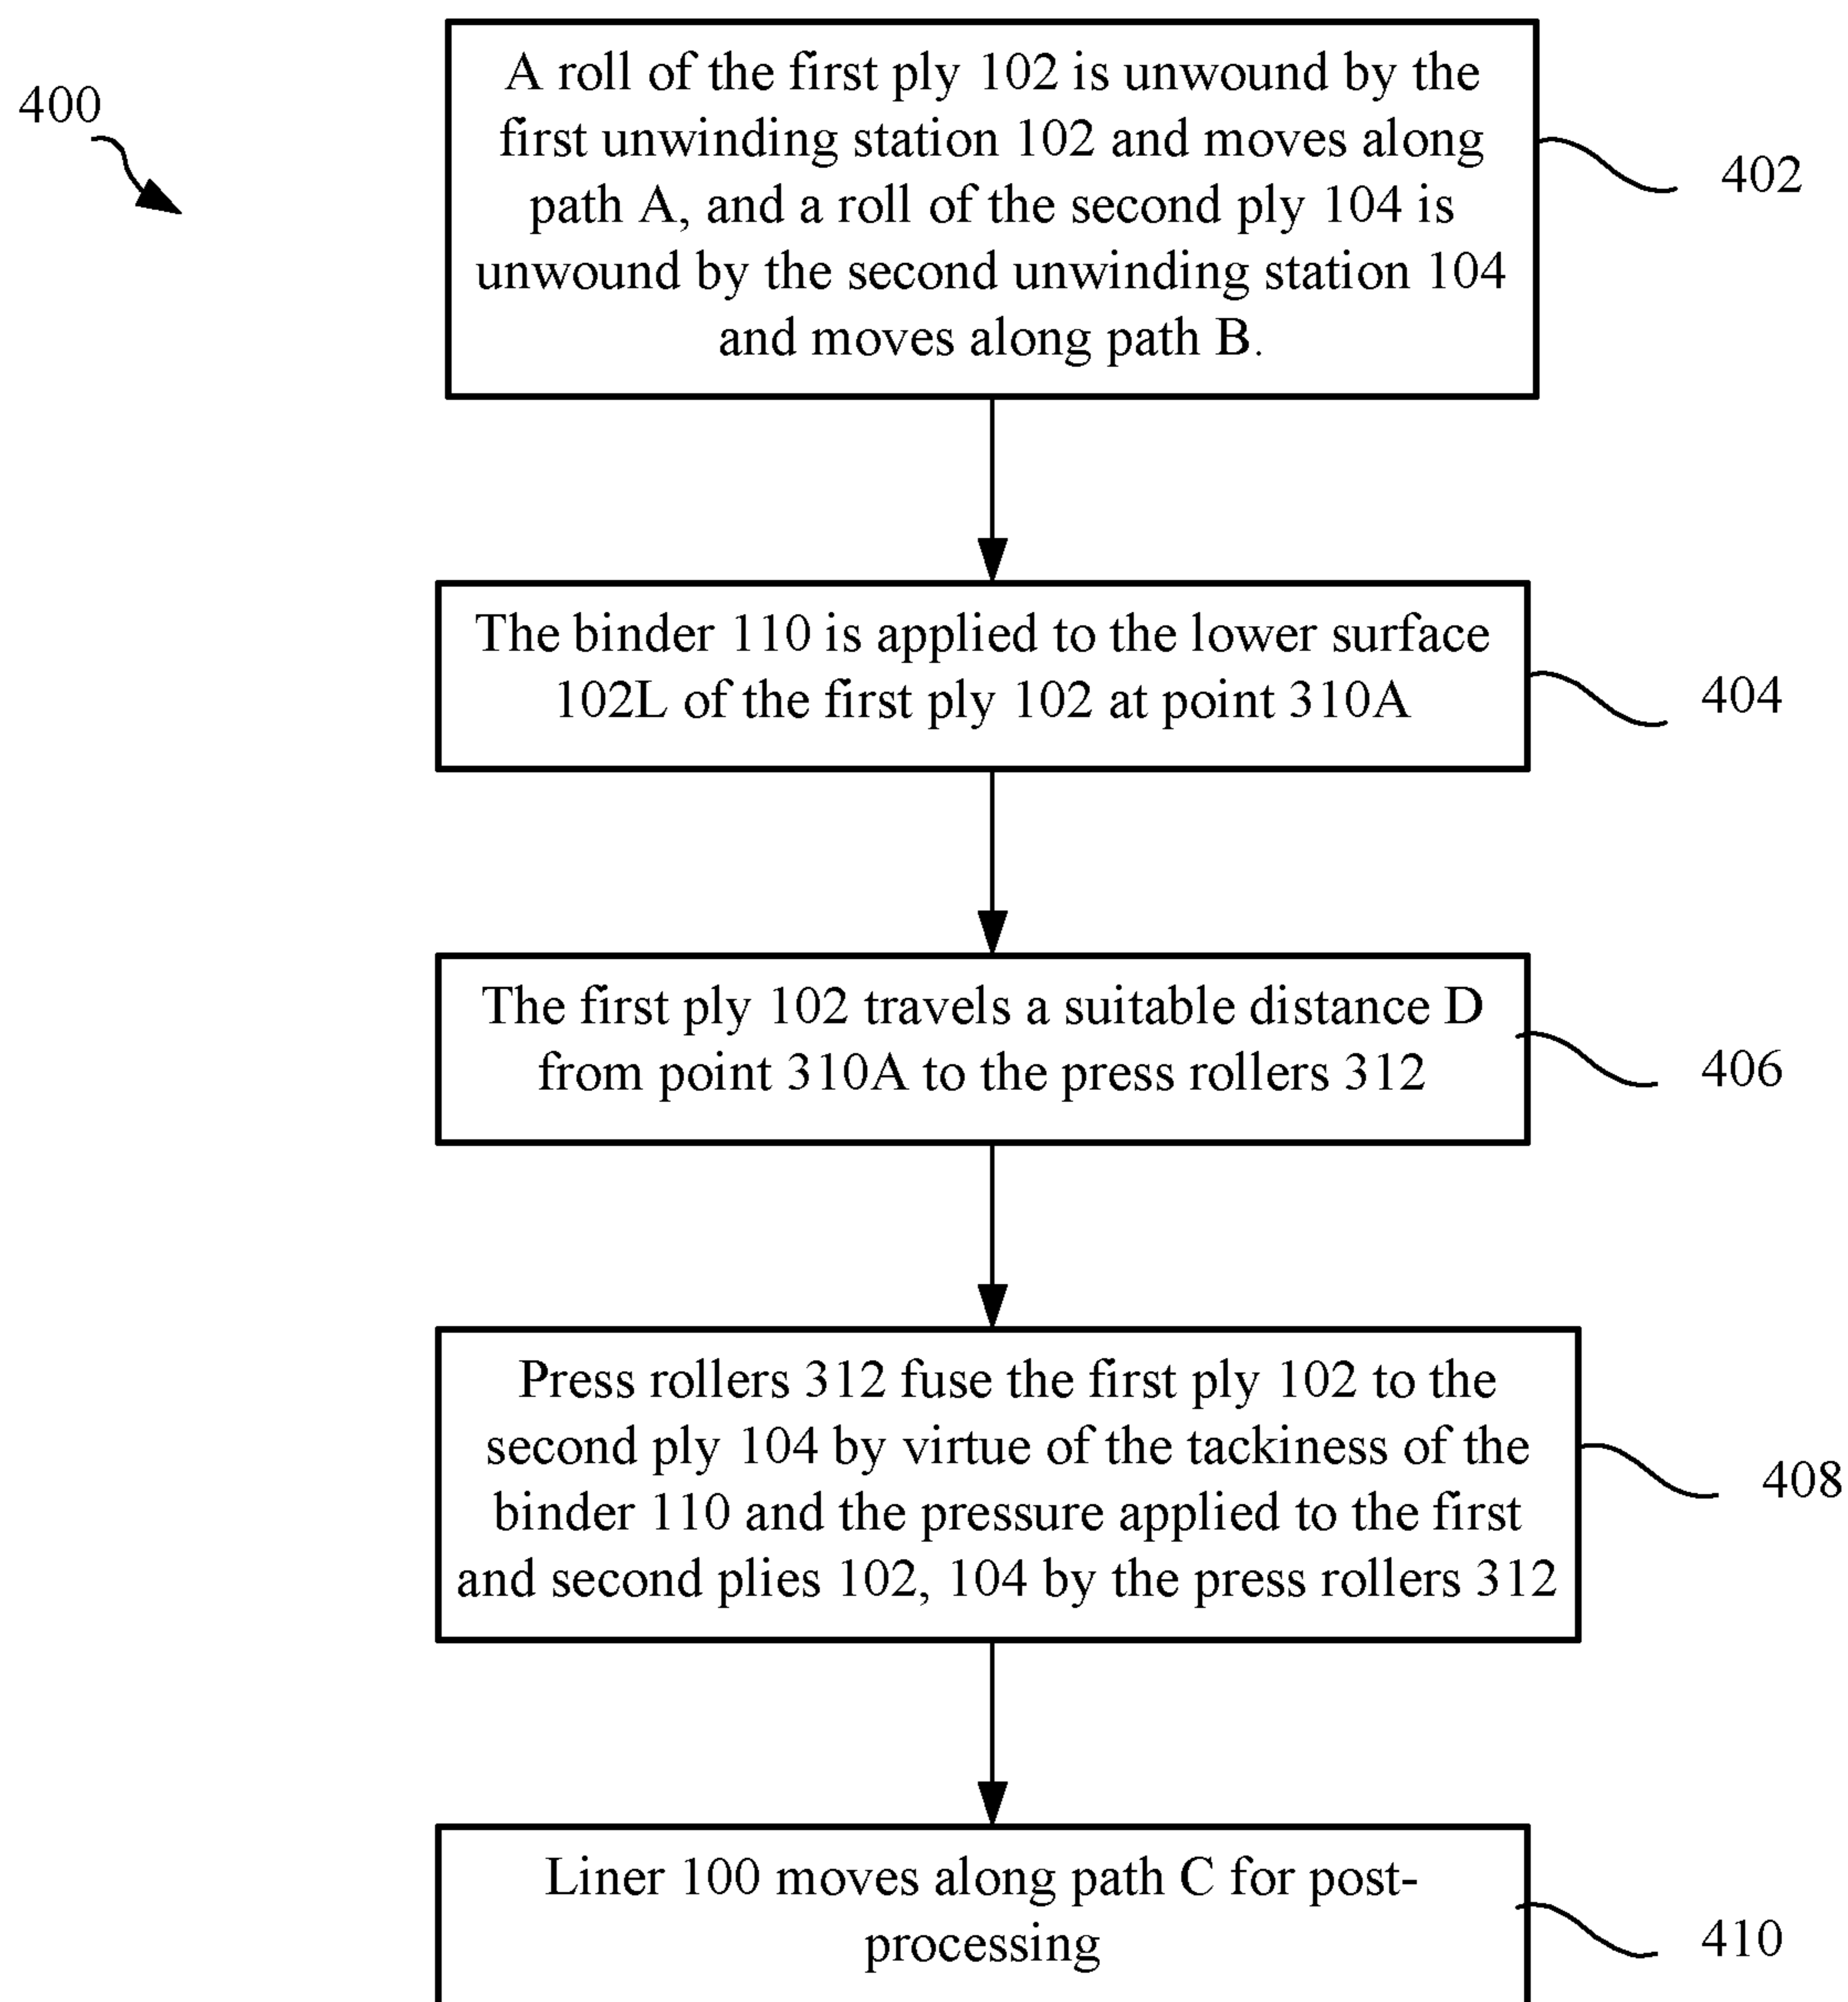 400
A roll of the first ply 102 is unwound by the
first unwinding station 102 and moves along
path A, and a roll of the second ply 104 is
unwound by the second unwinding station 104
and moves along path B.
402
The binder 110 is applied to the lower surface
102L of the first ply 102 at point 310A
404
The first ply 102 travels a suitable distance D
from point 310A to the press rollers 312
406
Press rollers 312 fuse the first ply 102 to the
second ply 104 by virtue of the tackiness of the
binder 110 and the pressure applied to the first
and second plies 102, 104 by the press rollers 312
408
Liner 100 moves along path C for post-
processing
410